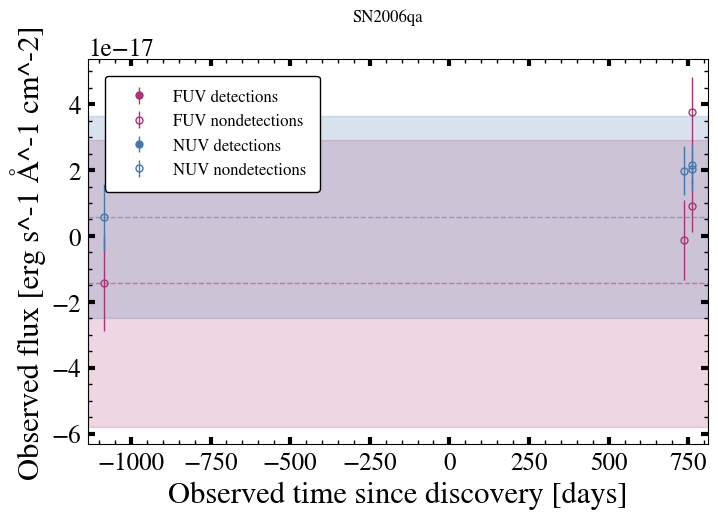 SN2006qa
1e−17
Observed flux [erg s^-1 Å^-1 cm^-2]
4
2
0
−2
−4
−6
FUV detections
FUV nondetections
NUV detections
NUV nondetections
−1000 −750 −500 −250 0 250 500 750
Observed time since discovery [days]